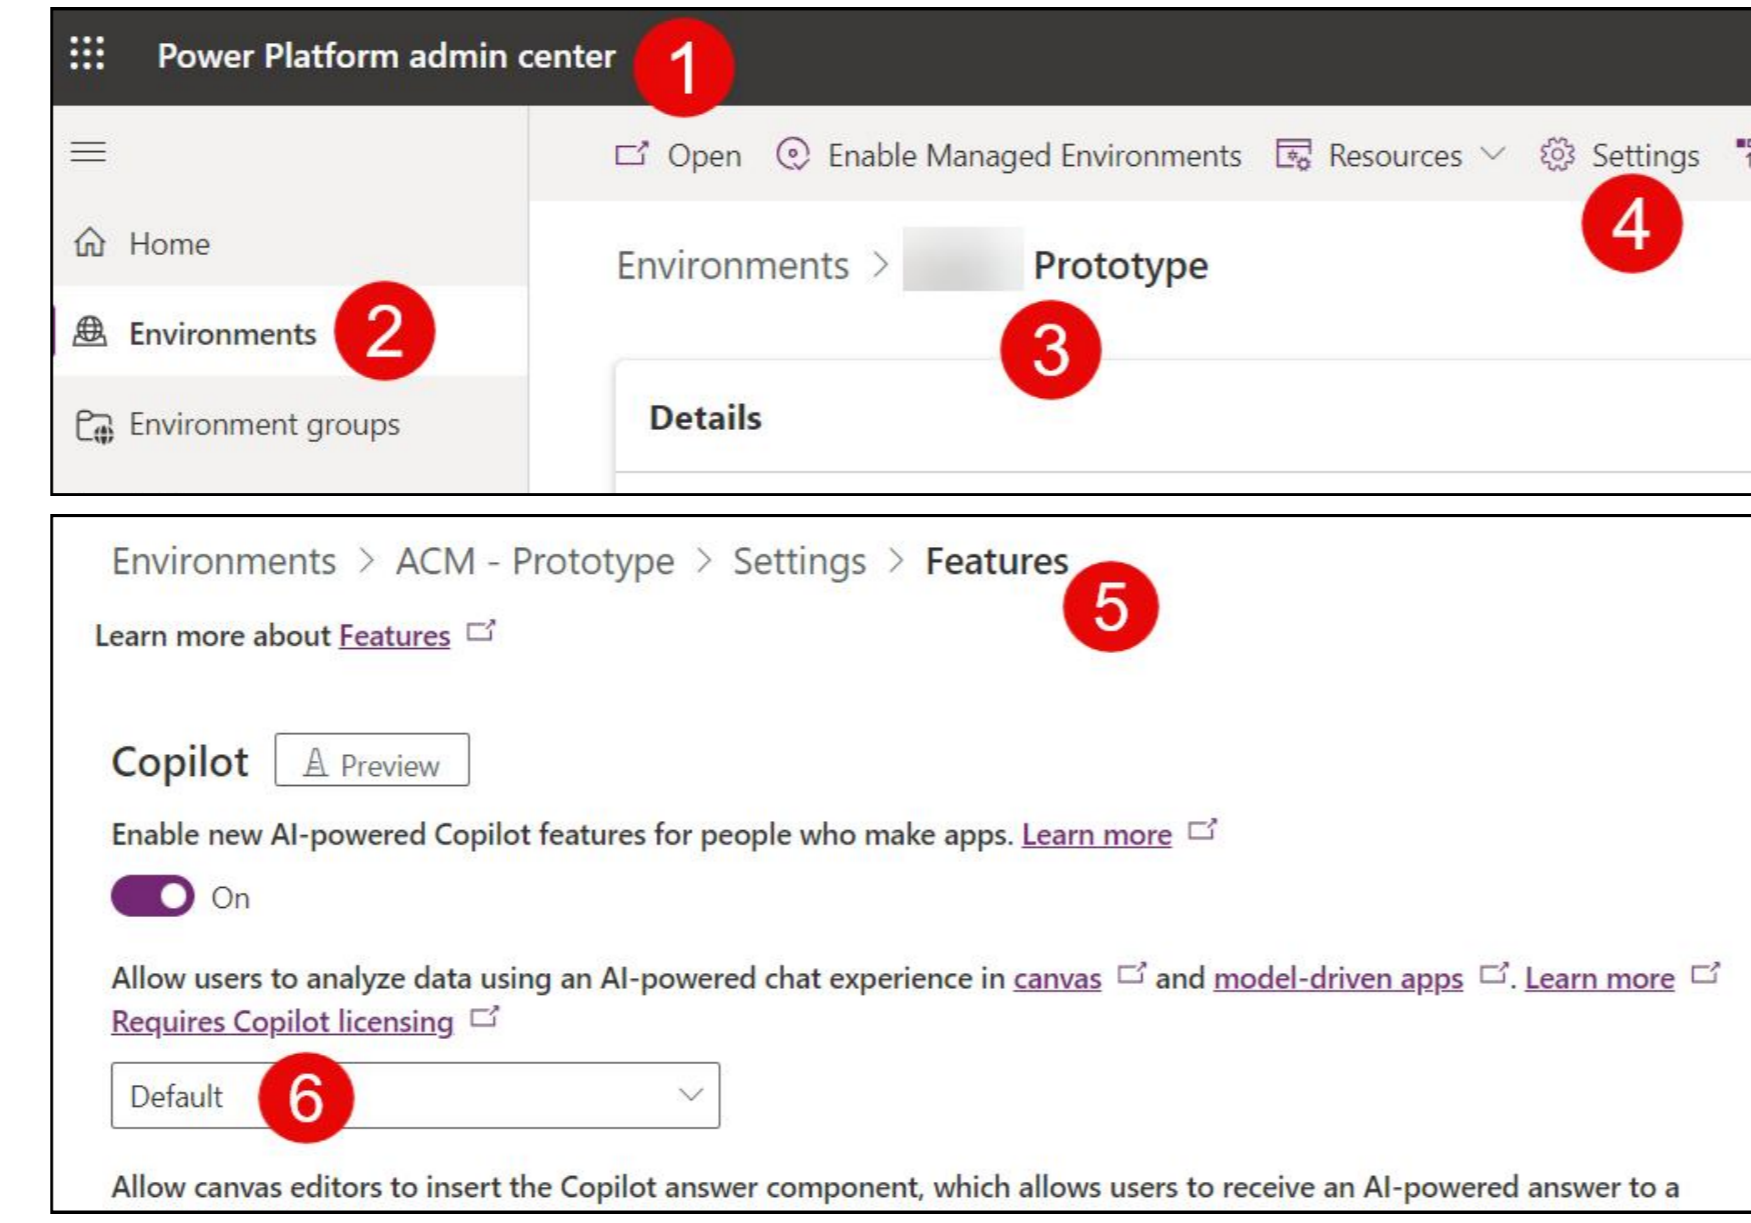 Power Platform admin center
1
Open Enable Managed Environments Resources Settings
4
Home
Environments > Prototype
3
Environments
2
Details
Environment groups
Environments > ACM - Prototype > Settings > Features
5
Learn more about Features
Copilot Preview
Enable new AI-powered Copilot features for people who make apps. Learn more
On
Allow users to analyze data using an AI-powered chat experience in canvas and model-driven apps . Learn more
Requires Copilot licensing
Default
6
Allow canvas editors to insert the Copilot answer component, which allows users to receive an AI-powered answer to a